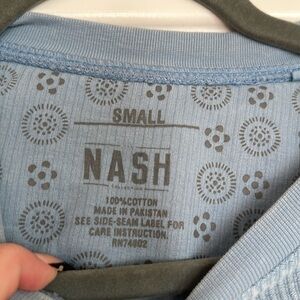 SMALL
NASH
100%COTTON
MADE IN PAKISTAN
SEE SIDE-SEAM LABEL FOR
CARE INSTRUCTION.
RN74602